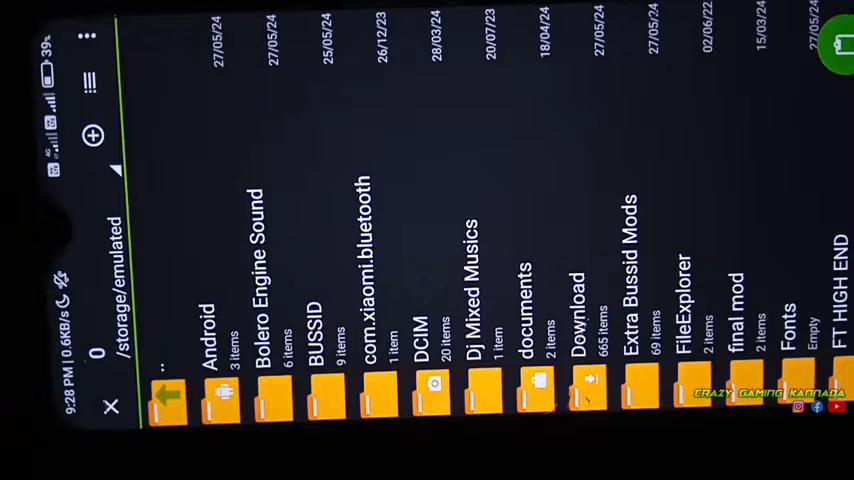 9:28 PM | 0.6KB/s
4G
39%
0
/storage/emulated
..
Android
3 items
27/05/24
Bolero Engine Sound
6 items
27/05/24
BUSSID
9 items
25/05/24
com.xiaomi.bluetooth
1 item
26/12/23
DCIM
20 items
28/03/24
Dj Mixed Musics
1 item
20/07/23
documents
2 items
18/04/24
Download
665 items
27/05/24
Extra Bussid Mods
69 items
27/05/24
FileExplorer
2 items
02/06/22
final mod
2 items
15/03/24
Fonts
Empty
27/05/24
FT HIGH END
CRAZY GAMING KANNADA